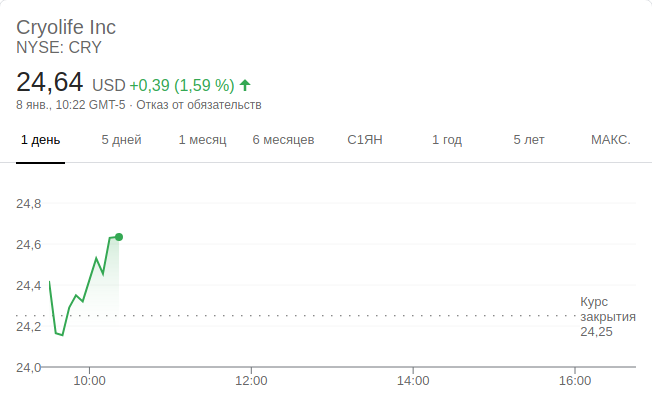 Cryolife Inc
NYSE: CRY
24,64 USD +0,39 (1,59 %)
8 янв., 10:22 GMT-5 · Отказ от обязательств
1 день 5 дней 1 месяц 6 месяцев С1ЯН 1 год 5 лет МАКС.
24,8
24,6
24,4
Курс
закрытия
24,25
24,2
24,0
10:00 12:00 14:00 16:00